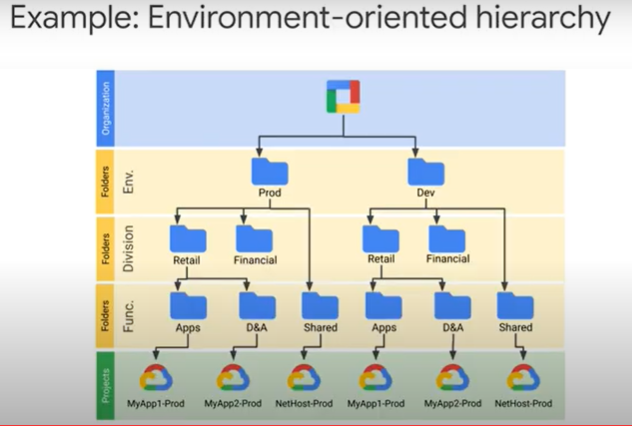 Example: Environment-oriented hierarchy
Organization
Folders
Env.
Prod
Dev
Folders
Division
Retail
Financial
Retail
Financial
Folders
Func.
Apps
D&A
Shared
Apps
D&A
Shared
Projects
MyApp1-Prod
MyApp2-Prod
NetHost-Prod
MyApp1-Prod
MyApp2-Prod
NetHost-Prod